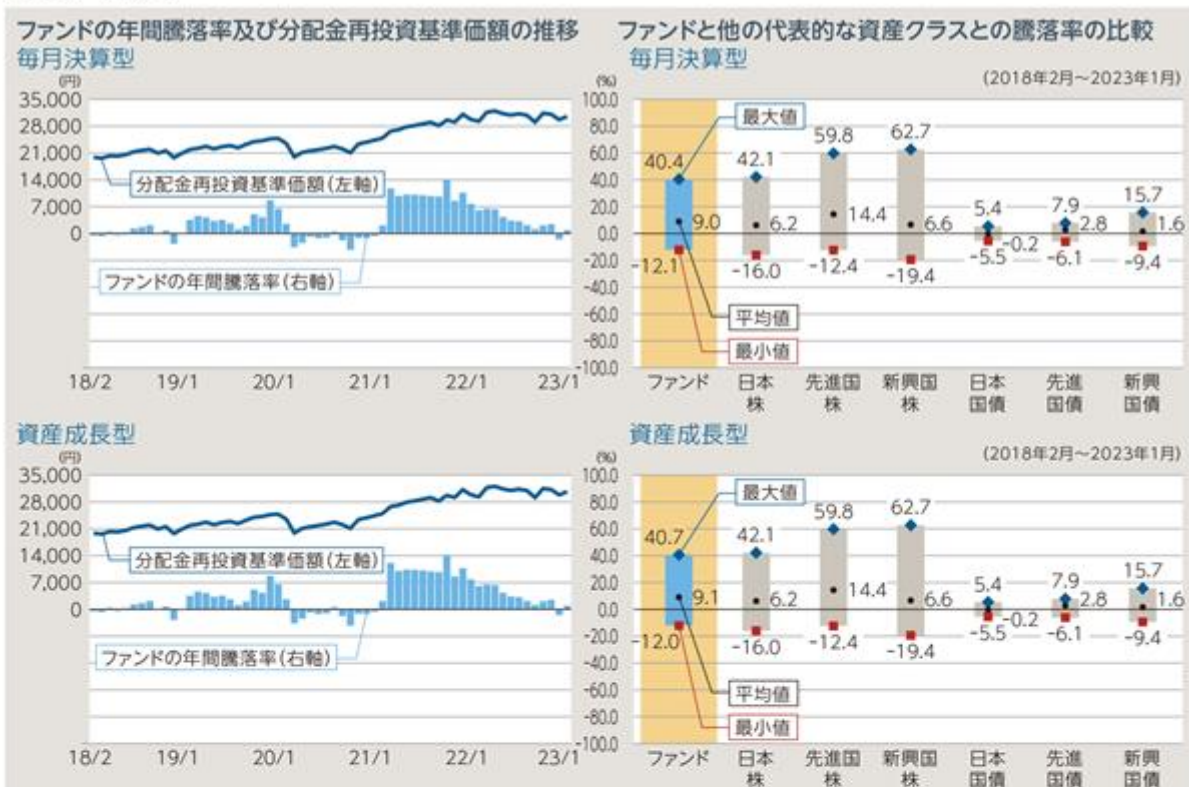 ファンドの年間騰落率及び分配金再投資基準価額の推移
毎月決算型
(円)
35,000
28,000
21,000
14,000
7,000
0
分配金再投資基準価額(左軸)
ファンドの年間騰落率(右軸)
(%)
100.0
80.0
60.0
40.0
20.0
0.0
-20.0
-40.0
-60.0
-80.0
-100.0
18/2 19/1 20/1 21/1 22/1 23/1
ファンドと他の代表的な資産クラスとの騰落率の比較
毎月決算型
(2018年2月〜2023年1月)
最大値
40.4 42.1 59.8 62.7 5.4 7.9 15.7
9.0 6.2 14.4 6.6 -0.2 2.8 1.6
-12.1 -16.0 -12.4 -19.4 -5.5 -6.1 -9.4
平均値
最小値
ファンド 日本 先進国 新興国 日本 先進 新興
株 株 株 国債 国債 国債
資産成長型
(円)
35,000
28,000
21,000
14,000
7,000
0
分配金再投資基準価額(左軸)
ファンドの年間騰落率(右軸)
(%)
100.0
80.0
60.0
40.0
20.0
0.0
-20.0
-40.0
-60.0
-80.0
-100.0
18/2 19/1 20/1 21/1 22/1 23/1
資産成長型
(2018年2月〜2023年1月)
最大値
40.7 42.1 59.8 62.7 5.4 7.9 15.7
9.1 6.2 14.4 6.6 -0.2 2.8 1.6
-12.0 -16.0 -12.4 -19.4 -5.5 -6.1 -9.4
平均値
最小値
ファンド 日本 先進国 新興国 日本 先進 新興
株 株 株 国債 国債 国債